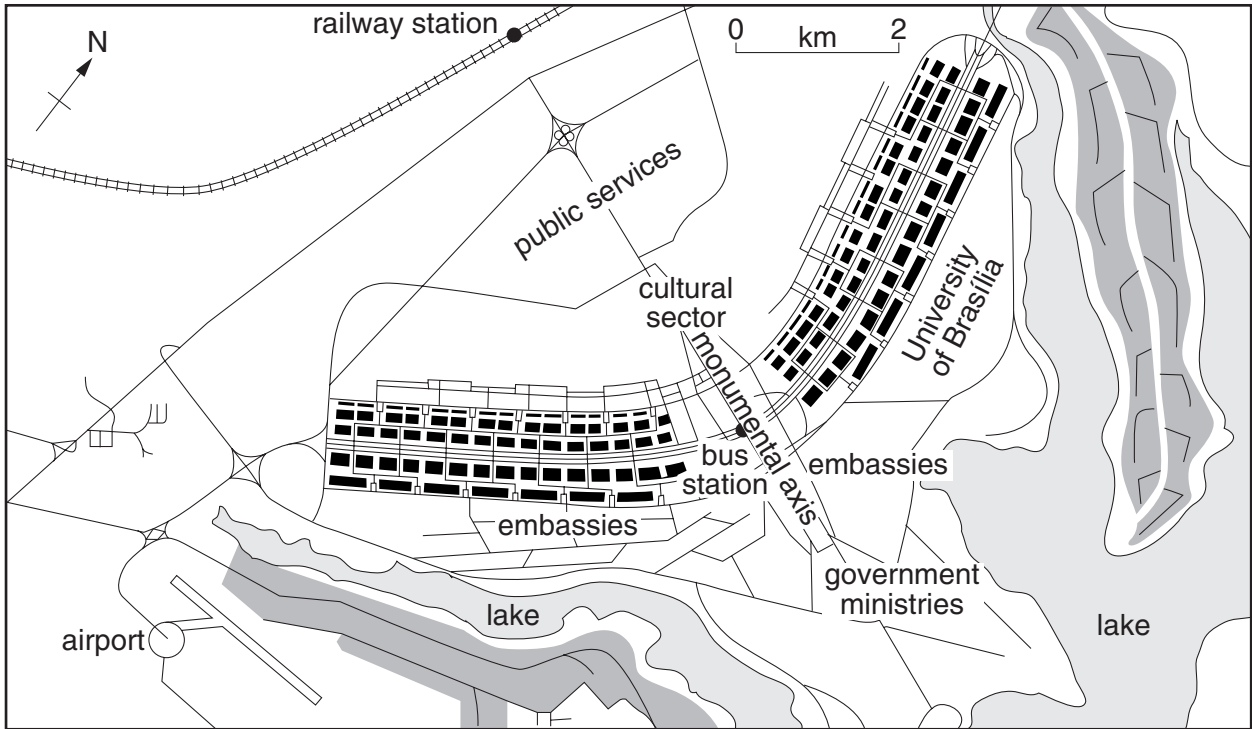 railway station
N
0 2
km
public services
cultural
sector
monumental axis
University
of Brasília
bus
station
embassies
embassies
government
ministries
lake
lake
airport